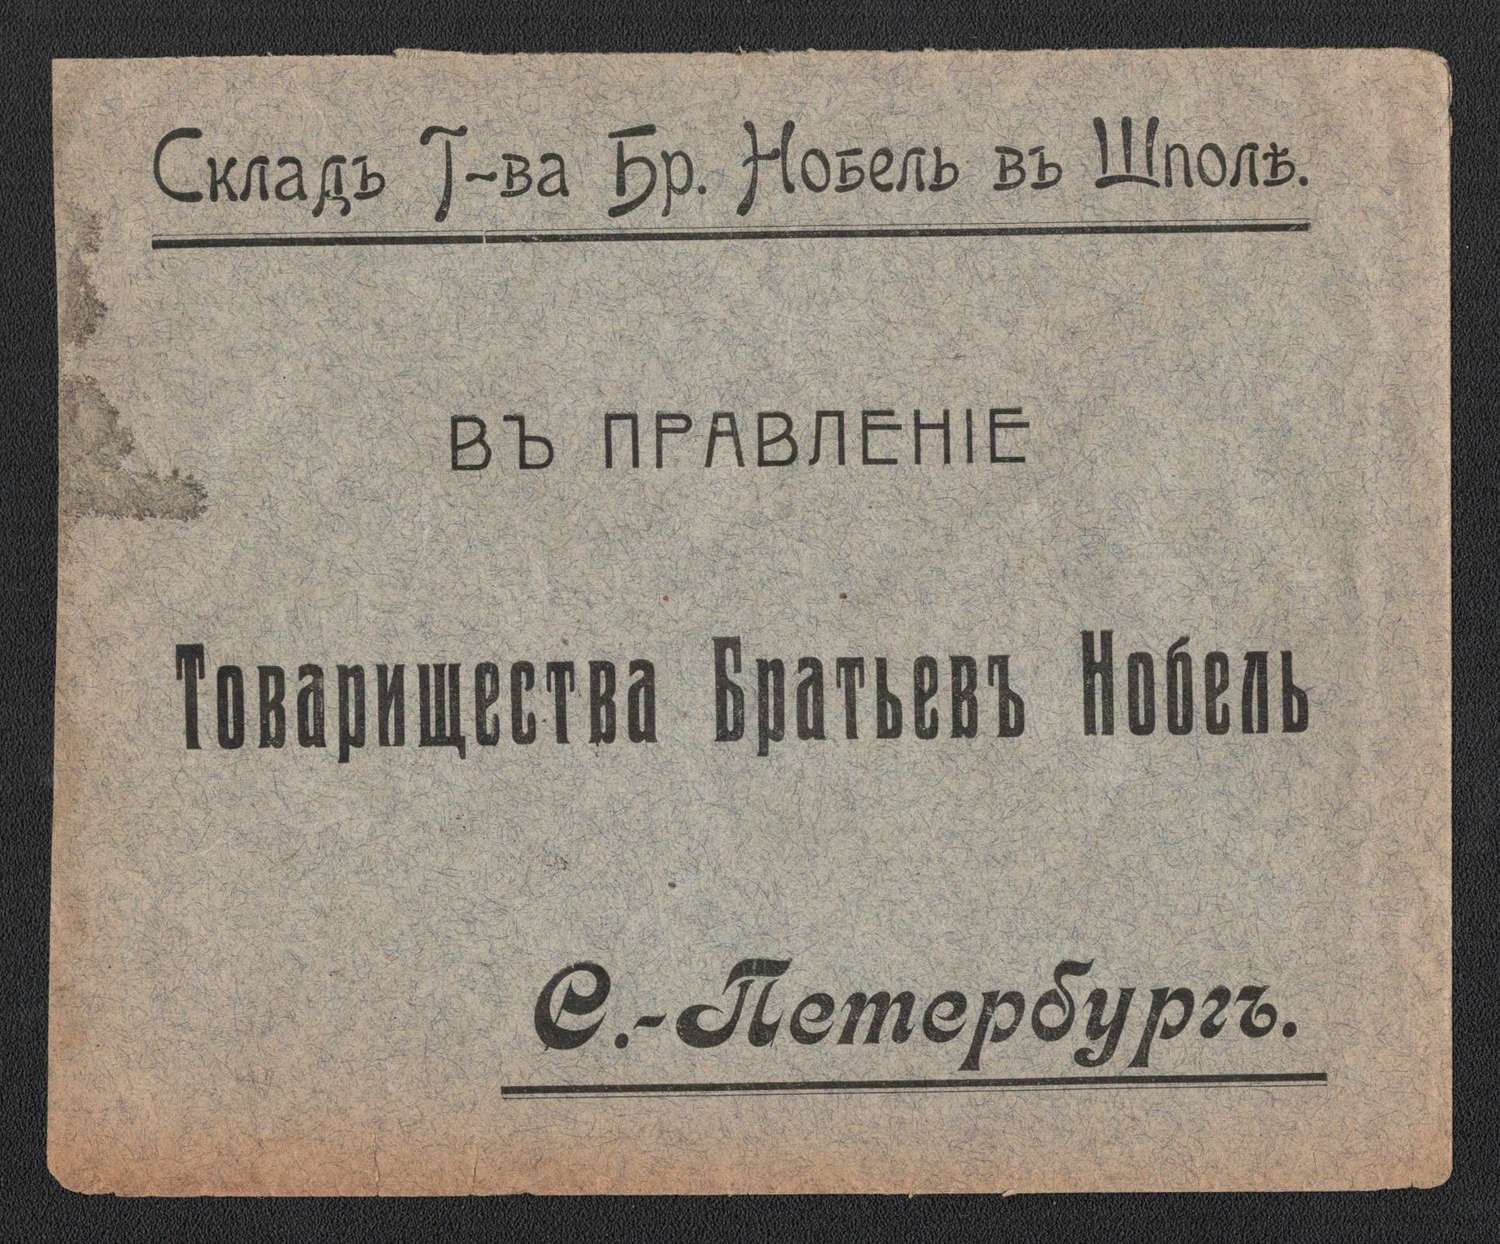 Складъ Т-ва Бр. Нобель въ Шполѣ.
ВЪ ПРАВЛЕНІЕ
Товарищества Братьевъ Нобель
С.-Петербургъ.